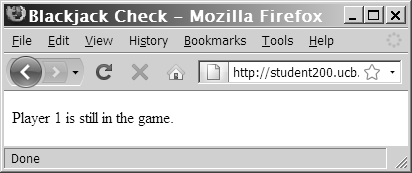 Blackjack Check - Mozilla Firefox
File Edit View History Bookmarks Tools Help
http://student200.ucb.
Player 1 is still in the game.
Done